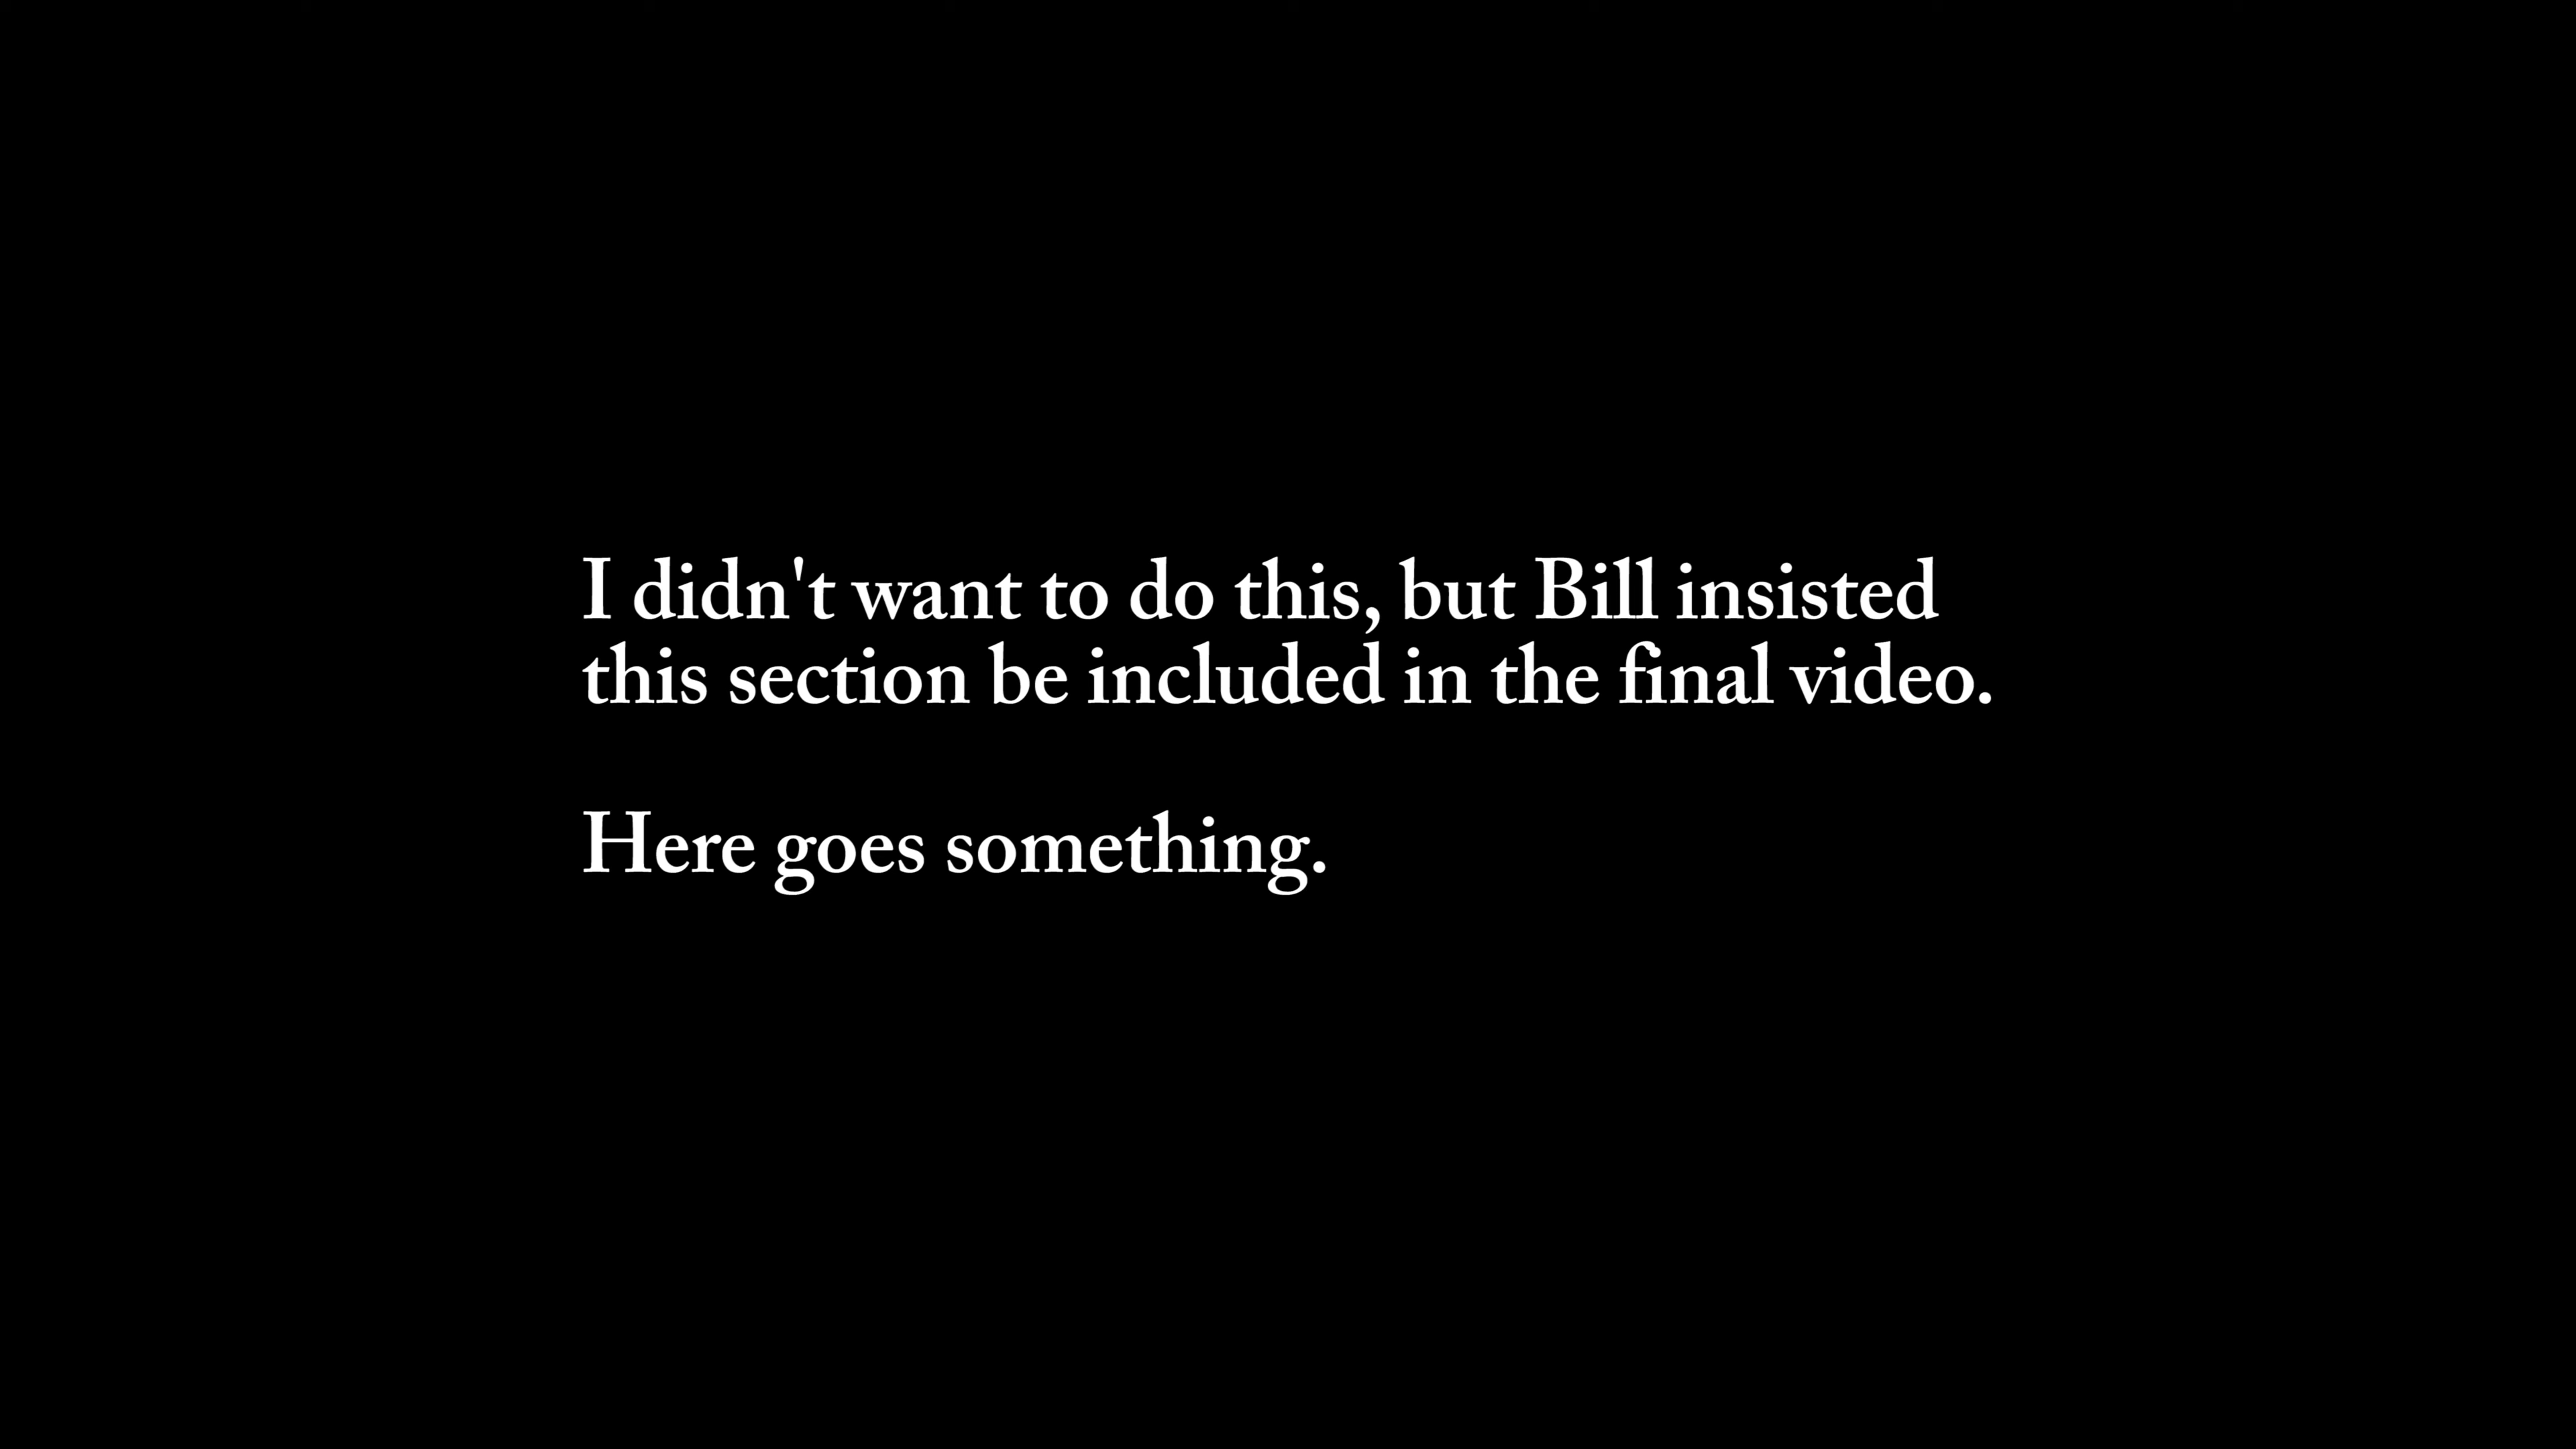 I didn't want to do this, but Bill insisted
this section be included in the final video.
Here goes something.